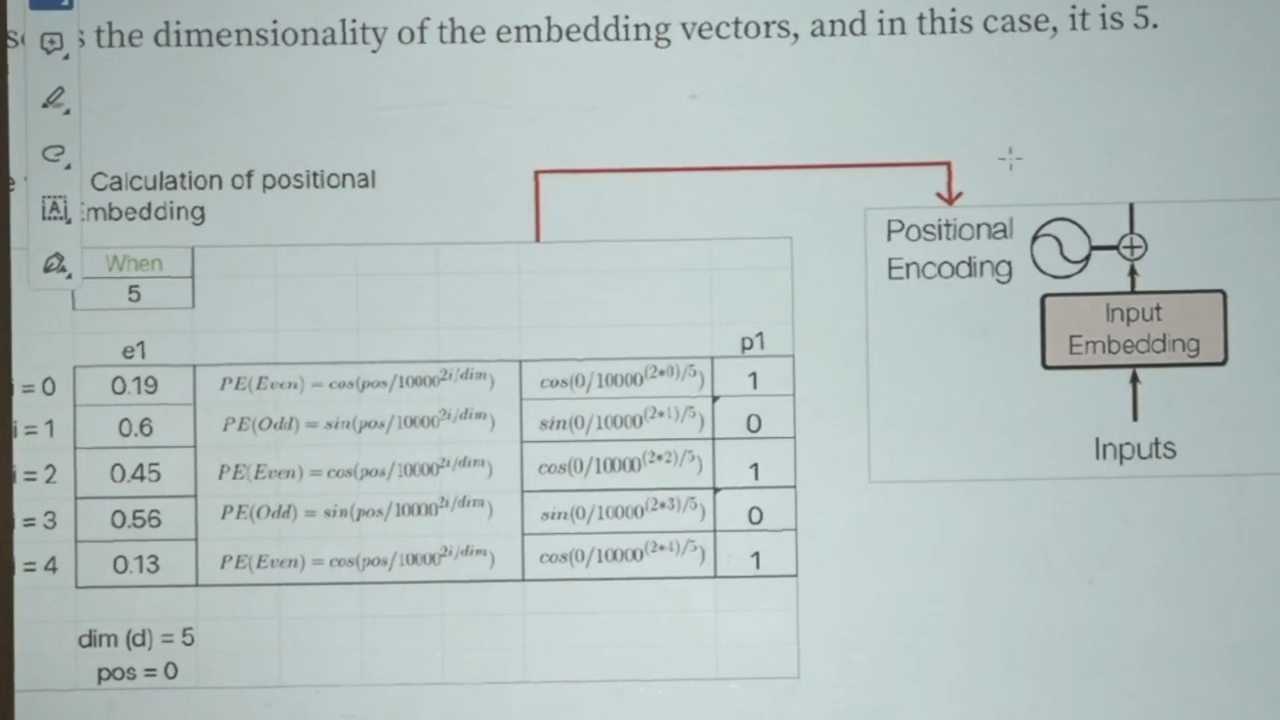 s the dimensionality of the embedding vectors, and in this case, it is 5.
Calculation of positional
mbedding
When
5
e1
p1
i = 0 0.19 PE(Even) = cos(pos/10000^{2i/dim}) cos(0/10000^{(2*0)/5}) 1
i = 1 0.6 PE(Odd) = sin(pos/10000^{2i/dim}) sin(0/10000^{(2*1)/5}) 0
i = 2 0.45 PE(Even) = cos(pos/10000^{2i/dim}) cos(0/10000^{(2*2)/5}) 1
= 3 0.56 PE(Odd) = sin(pos/10000^{2i/dim}) sin(0/10000^{(2*3)/5}) 0
= 4 0.13 PE(Even) = cos(pos/10000^{2i/dim}) cos(0/10000^{(2*4)/5}) 1
dim (d) = 5
pos = 0
Positional
Encoding
Input
Embedding
Inputs